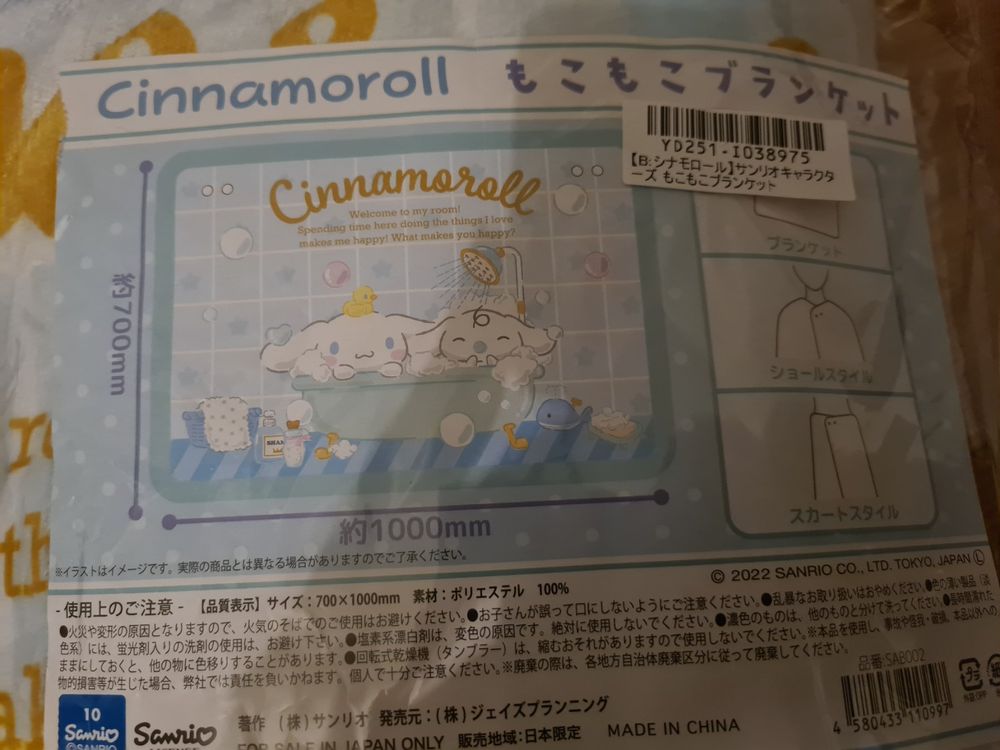 Cinnamoroll もこもこブランケット
YD251-I038975
【B:シナモロール】サンリオキャラクタ
ーズ もこもこブランケット
Cinnamoroll
Welcome to my room!
Spending time here doing the things I love
makes me happy! What makes you happy?
SHAM
約700mm
約1000mm
ブランケット
ショールスタイル
スカートスタイル
※イラストはイメージです。実際の商品とは異なる場合がありますのでご了承ください。
© 2022 SANRIO CO., LTD. TOKYO, JAPAN Ⓛ
- 使用上のご注意 - 【品質表示】サイズ：700×1000mm 素材：ポリエステル 100%
●火災や変形の原因となりますので、火気のそばでのご使用はお避けください。●お子さんが誤って口にしないようにご注意ください。●乱暴なお取り扱いはおやめください。●色の薄い製品（淡
色系）には、蛍光剤入りの洗剤の使用は、お避け下さい。●塩素系漂白剤は、変色の原因です。絶対に使用しないでください。●濃色のものは、他のものと分けて洗ってください。●長時間濡れた
ままにしておくと、他の物に色移りすることがあります。●回転式乾燥機（タンブラー）は、縮むおそれがありますので使用しないでください。※本品を使用し、事故や怪我・破損、本品以外の
物的損害等が生じた場合、弊社では責任を負いかねます。個人で十分ご注意ください。※廃棄の際は、各地方自治体廃棄区分に従って廃棄してください。
品番:SAB002
プラ
4 580433 110997
10
Sanrio
©SANRIO
Sanrio
著作 （株）サンリオ 発売元：（株）ジェイズプランニング
FOR SALE IN JAPAN ONLY 販売地域：日本限定 MADE IN CHINA